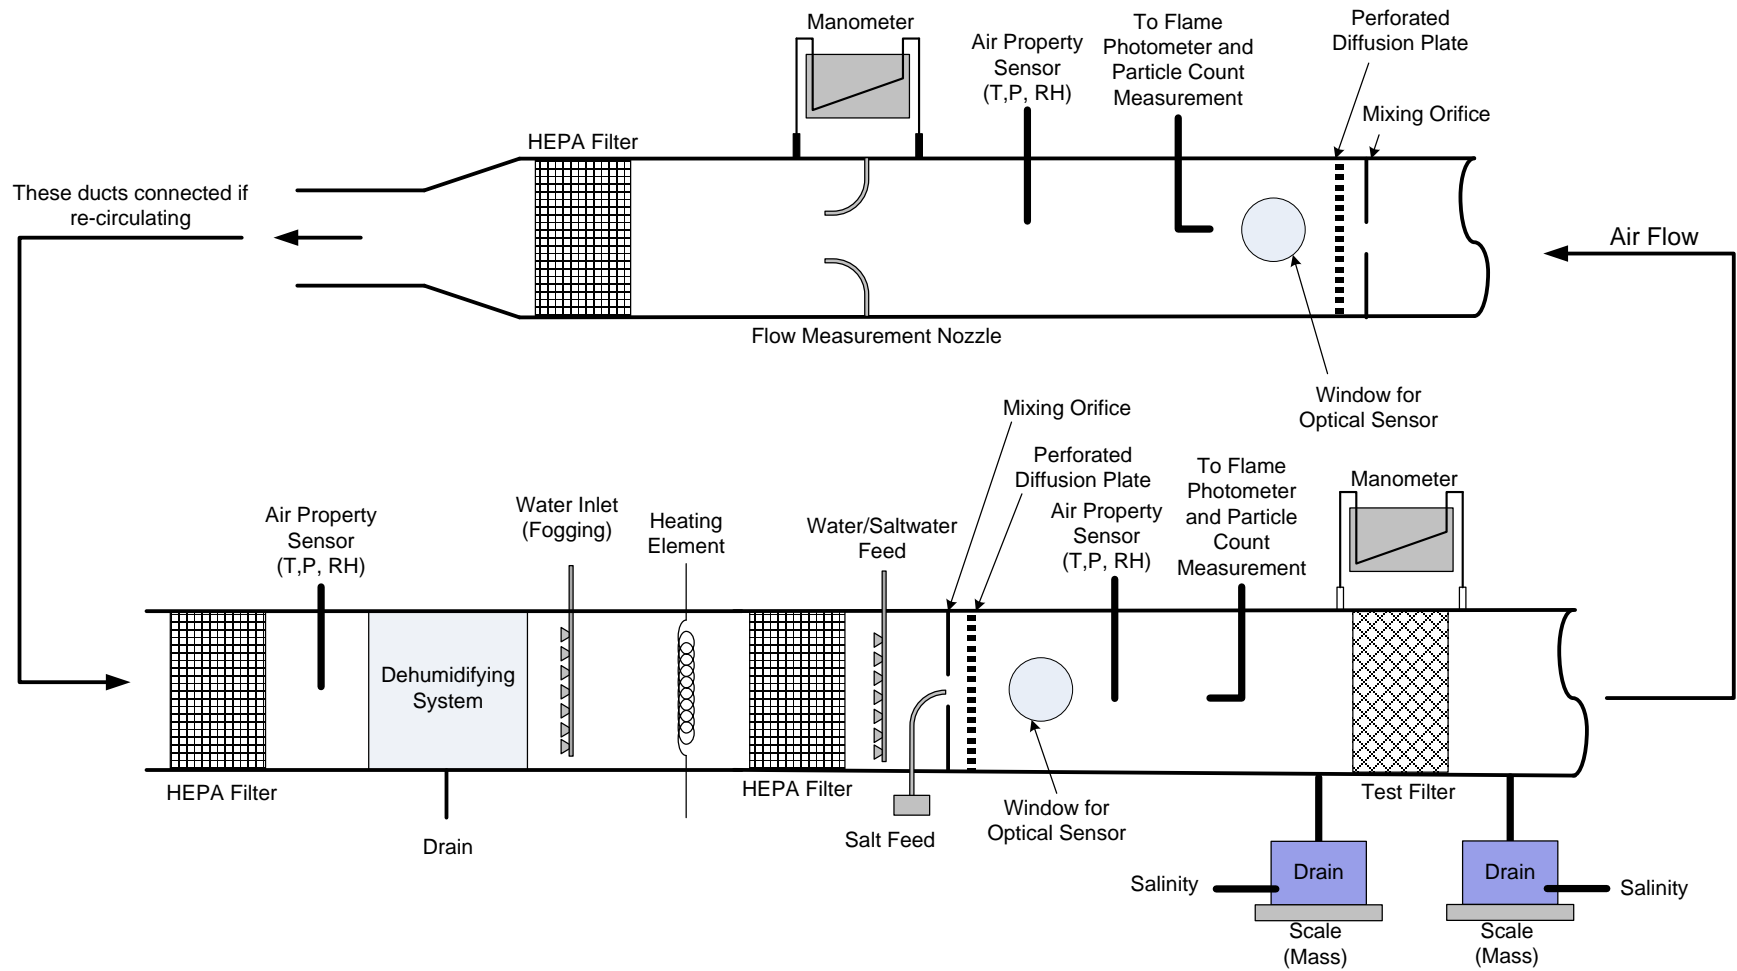 Manometer
Air Property
Sensor
(T,P, RH)
To Flame
Photometer and
Particle Count
Measurement
Perforated
Diffusion Plate
Mixing Orifice
HEPA Filter
These ducts connected if
re-circulating
Air Flow
Flow Measurement Nozzle
Window for
Optical Sensor
Mixing Orifice
Perforated
Diffusion Plate
Air Property
Sensor
(T,P, RH)
Water Inlet
(Fogging)
Heating
Element
Water/Saltwater
Feed
Air Property
Sensor
(T,P, RH)
To Flame
Photometer
and Particle
Count
Measurement
Manometer
Dehumidifying
System
HEPA Filter
Drain
HEPA Filter
Salt Feed
Window for
Optical Sensor
Test Filter
Salinity
Drain
Scale
(Mass)
Drain
Salinity
Scale
(Mass)